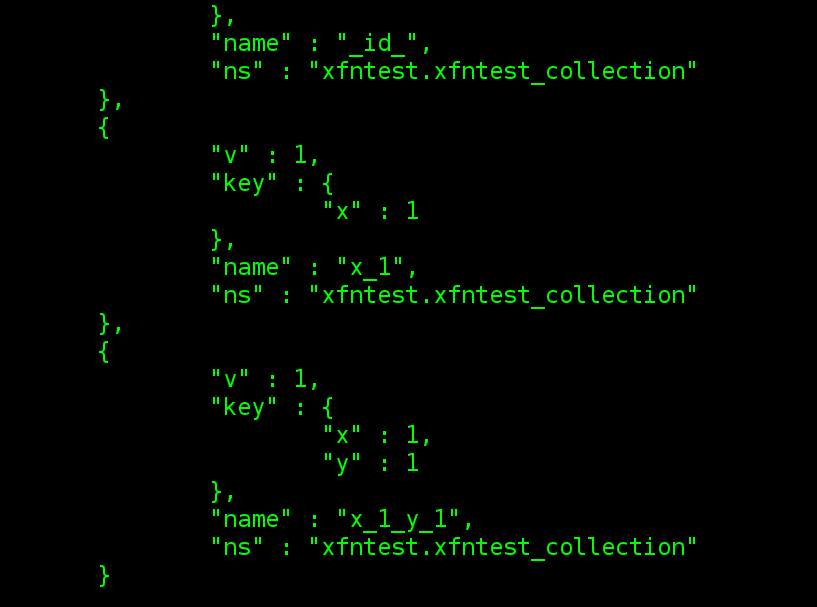 },
"name" : "_id_",
"ns" : "xfntest.xfntest_collection"
},
{
"v" : 1,
"key" : {
"x" : 1
},
"name" : "x_1",
"ns" : "xfntest.xfntest_collection"
},
{
"v" : 1,
"key" : {
"x" : 1,
"y" : 1
},
"name" : "x_1_y_1",
"ns" : "xfntest.xfntest_collection"
}